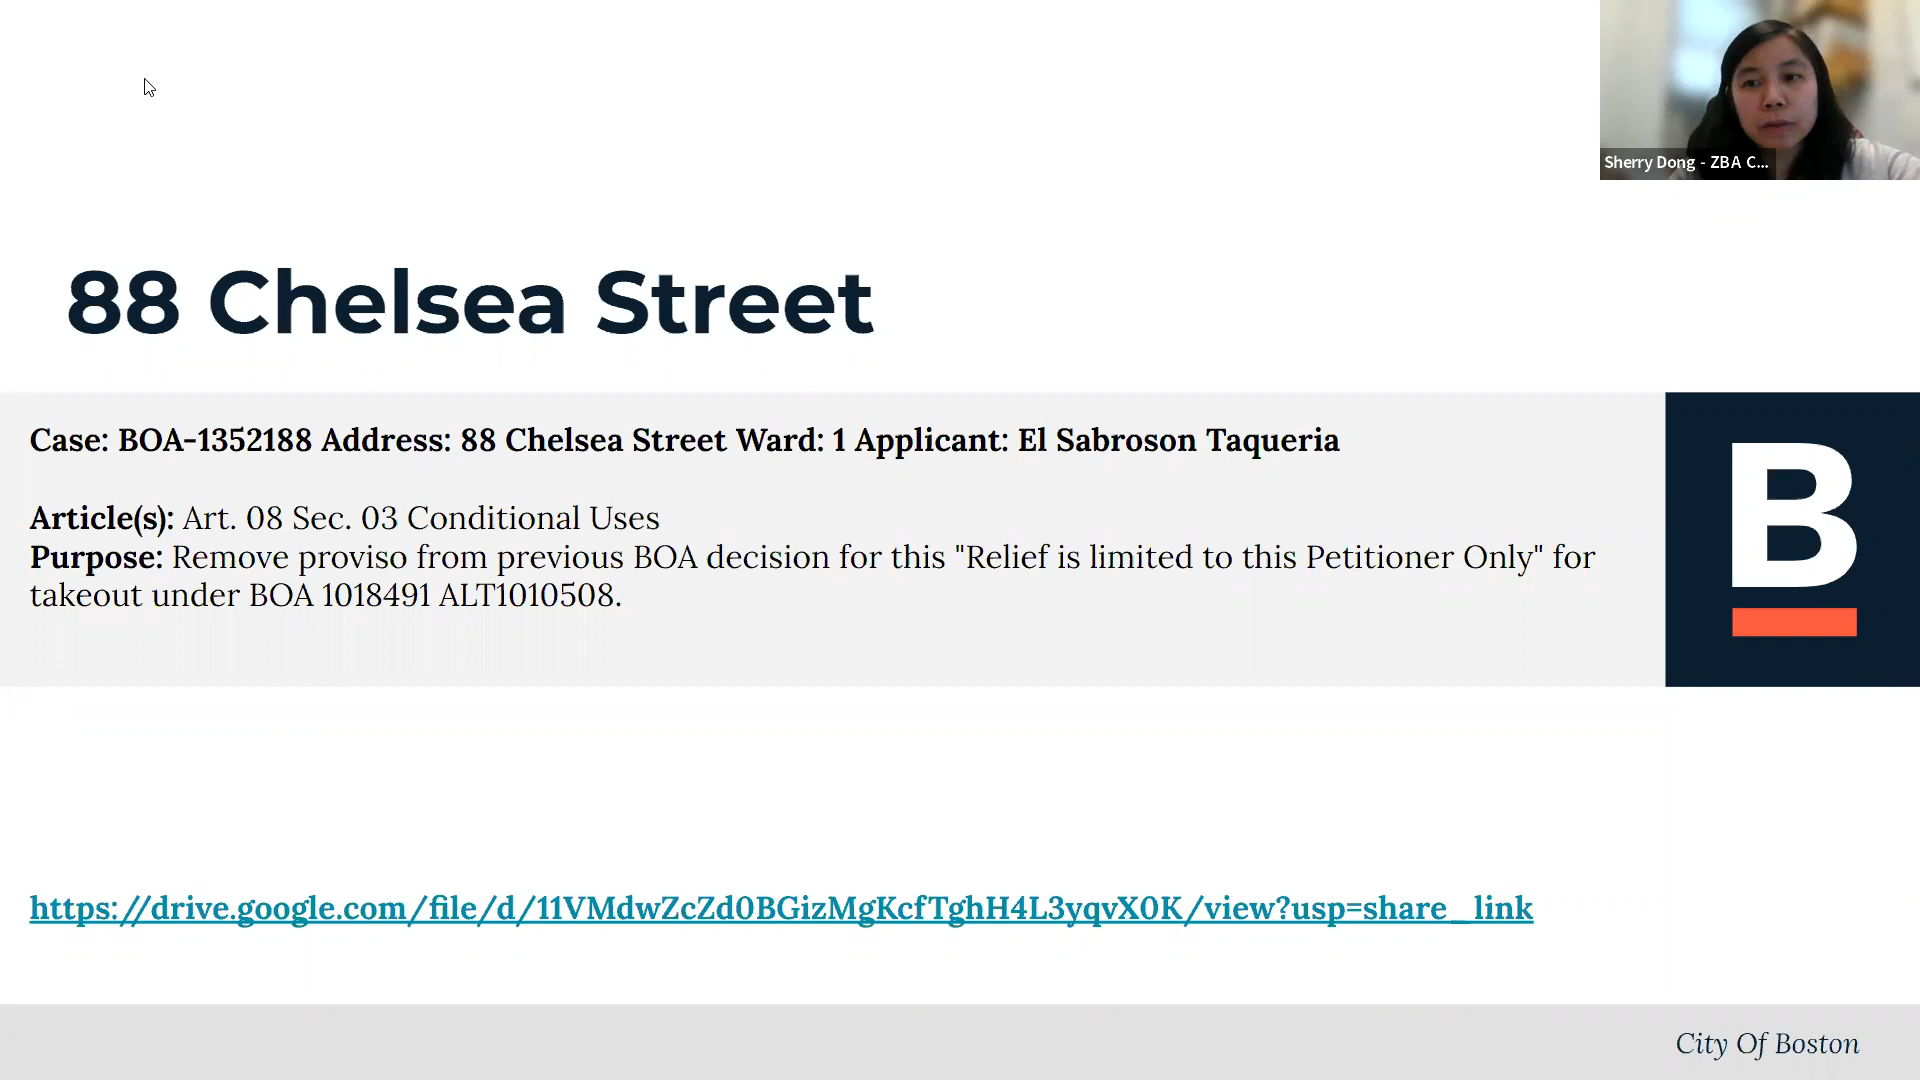 Sherry Dong - ZBA C...
88 Chelsea Street
Case: BOA-1352188 Address: 88 Chelsea Street Ward: 1 Applicant: El Sabroson Taqueria
Article(s): Art. 08 Sec. 03 Conditional Uses
Purpose: Remove proviso from previous BOA decision for this "Relief is limited to this Petitioner Only" for
takeout under BOA 1018491 ALT1010508.
B
https://drive.google.com/file/d/11VMdwZcZd0BGizMgKcfTghH4L3yqvX0K/view?usp=share_link
City Of Boston